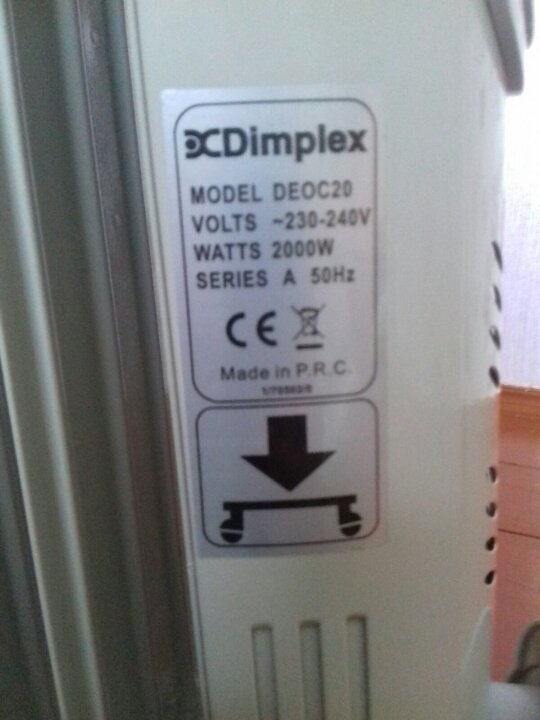 Dimplex
MODEL DEOC20
VOLTS ~230-240V
WATTS 2000W
SERIES A 50Hz
CE
Made in P.R.C.